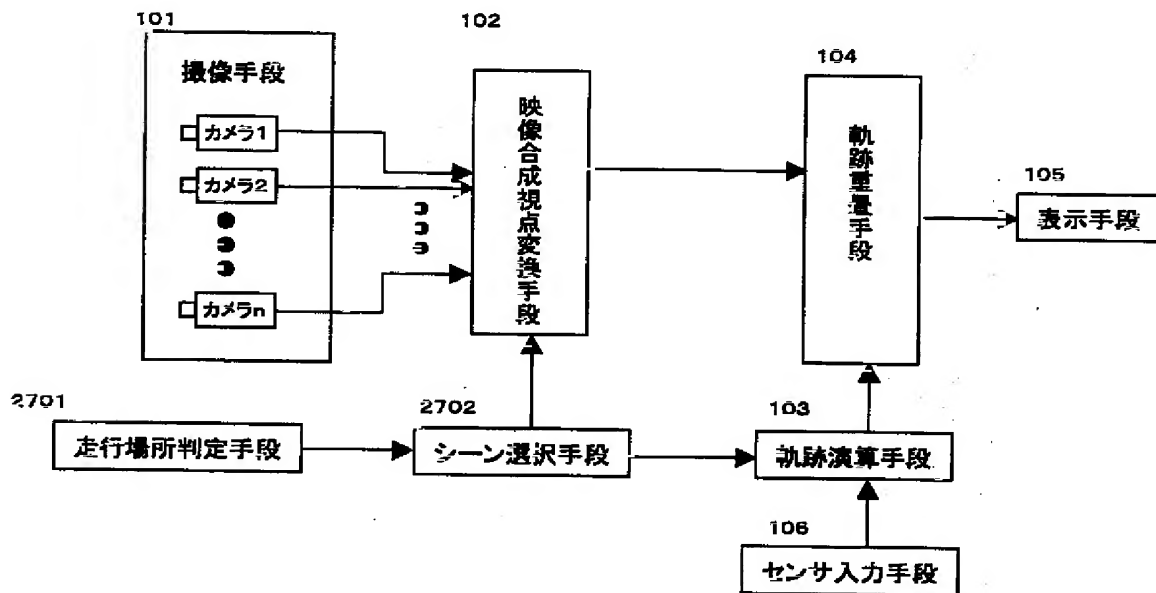 101
撮像手段
カメラ1
カメラ2
カメラn
102
映像合成視点変換手段
104
軌跡重畳手段
105
表示手段
2701
走行場所判定手段
2702
シーン選択手段
103
軌跡演算手段
106
センサ入力手段